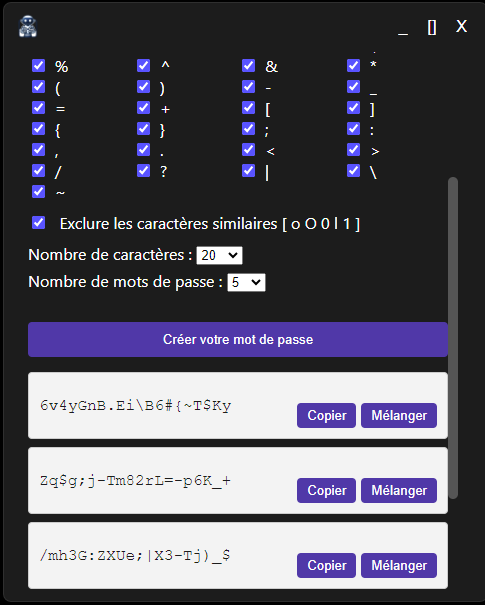 _ [] X
% ^ & *
( ) - _
= + [ ]
{ } ; :
, . < >
/ ? | \
~
Exclure les caractères similaires [ o O 0 l 1 ]
Nombre de caractères : 20
Nombre de mots de passe : 5
Créer votre mot de passe
6v4yGnB.Ei\B6#{~T$Ky
Copier Mélanger
Zq$g;j-Tm82rL=-p6K_+
Copier Mélanger
/mh3G:ZXUe;|X3-Tj)_$
Copier Mélanger